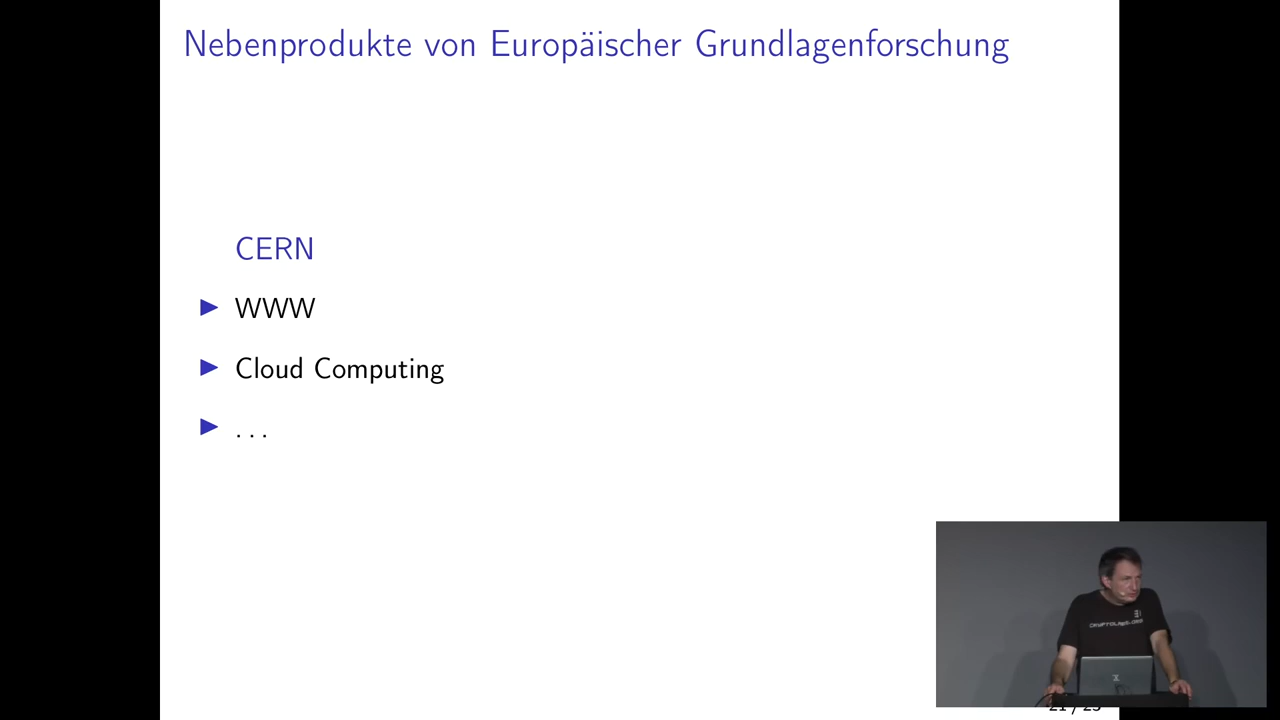 Nebenprodukte von Europäischer Grundlagenforschung
CERN
▶ WWW
▶ Cloud Computing
▶ ...